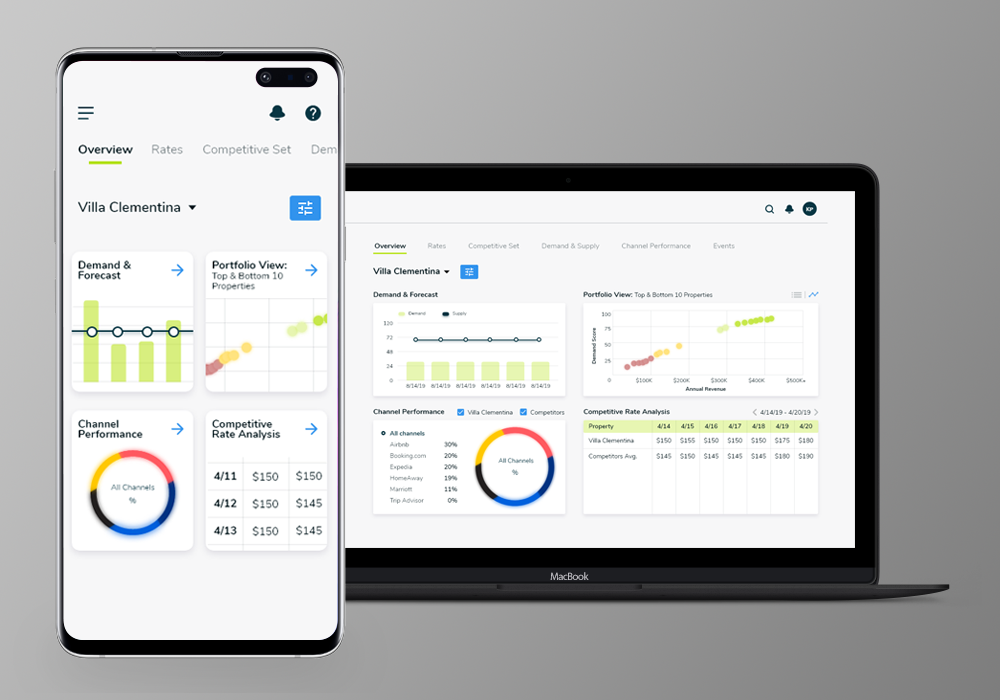 Overview Rates Competitive Set Dem
Villa Clementina
Demand &
Forecast
Portfolio View:
Top & Bottom 10
Properties
Channel
Performance
All Channels
%
Competitive
Rate Analysis
4/11 $150 $150
4/12 $150 $145
4/13 $150 $145
KP
Overview Rates Competitive Set Demand & Supply Channel Performance Events
Villa Clementina
Demand & Forecast
Demand Supply
$120
72
48
24
0
8/14/19 8/14/19 8/14/19 8/14/19 8/14/19 8/14/19
Portfolio View: Top & Bottom 10 Properties
Demand Score
$100
75
50
25
0
$100K $200K $300K $400K $500K+
Annual Revenue
Channel Performance Villa Clementina Competitors
All channels
Airbnb 30%
Booking.com 20%
Expedia 20%
HomeAway 19%
Marriott 11%
Trip Advisor 0%
All Channels
%
Competitive Rate Analysis 4/14/19 - 4/20/19
Property 4/14 4/15 4/16 4/17 4/18 4/19 4/20
Villa Clementina $150 $155 $150 $150 $150 $175 $180
Competitors Avg. $145 $150 $145 $145 $145 $180 $190
MacBook